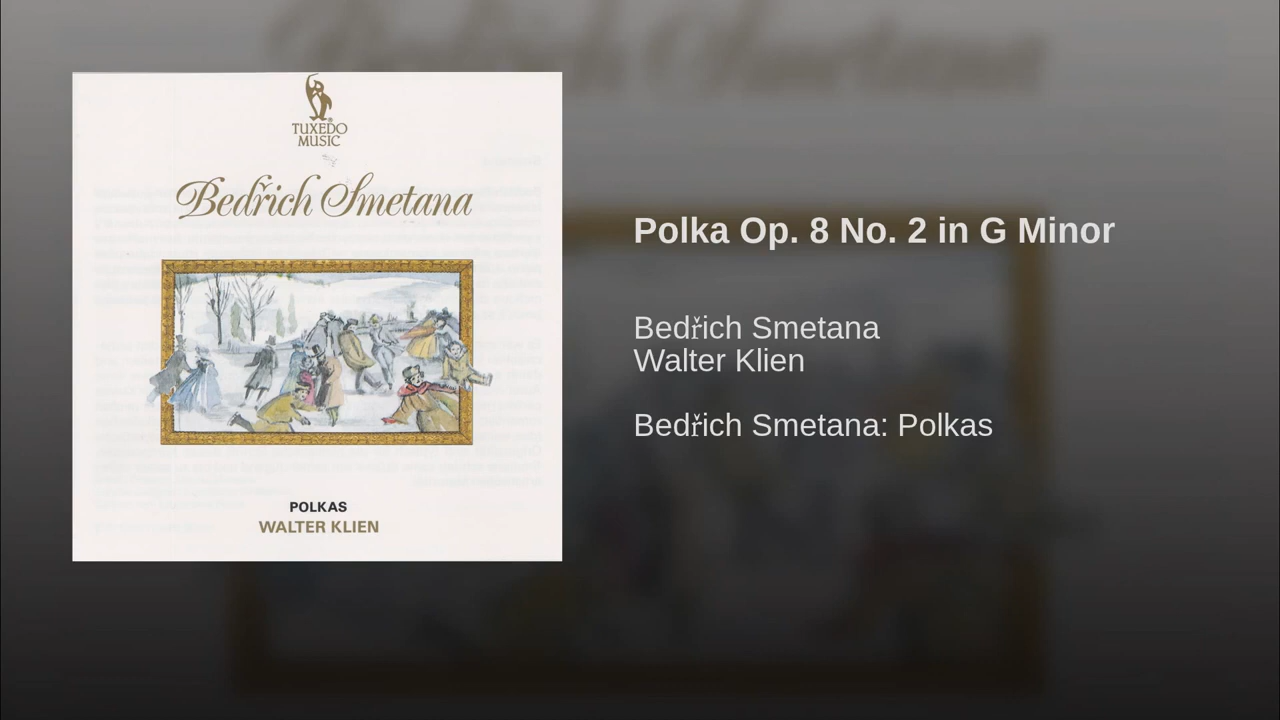 TUXEDO
MUSIC
Bedřich Smetana
POLKAS
WALTER KLIEN
Polka Op. 8 No. 2 in G Minor
Bedřich Smetana
Walter Klien
Bedřich Smetana: Polkas